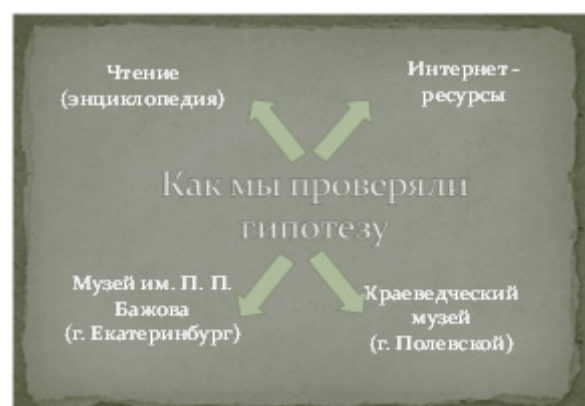 Чтение
(энциклопедия)
Интернет -
ресурсы
Как мы проверяли
гипотезу
Музей им. П. П.
Бажова
(г. Екатеринбург)
Краеведческий
музей
(г. Полевской)